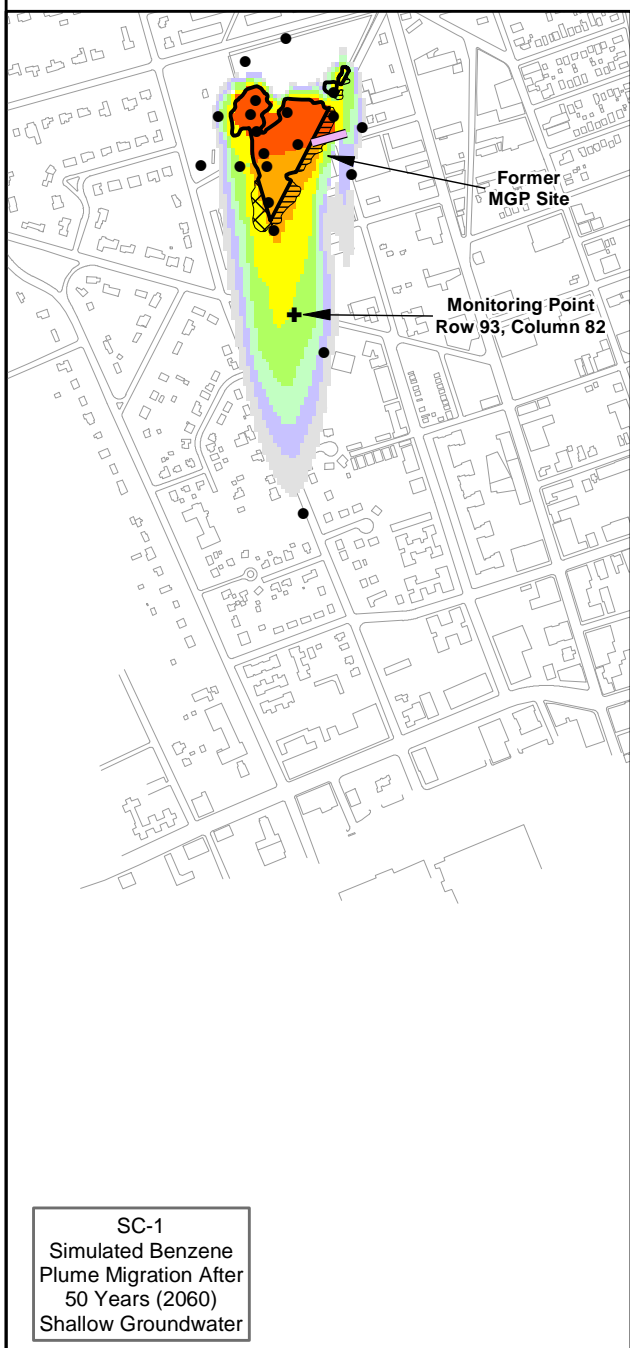 Former
MGP Site
Monitoring Point
Row 93, Column 82
SC-1
Simulated Benzene
Plume Migration After
50 Years (2060)
Shallow Groundwater